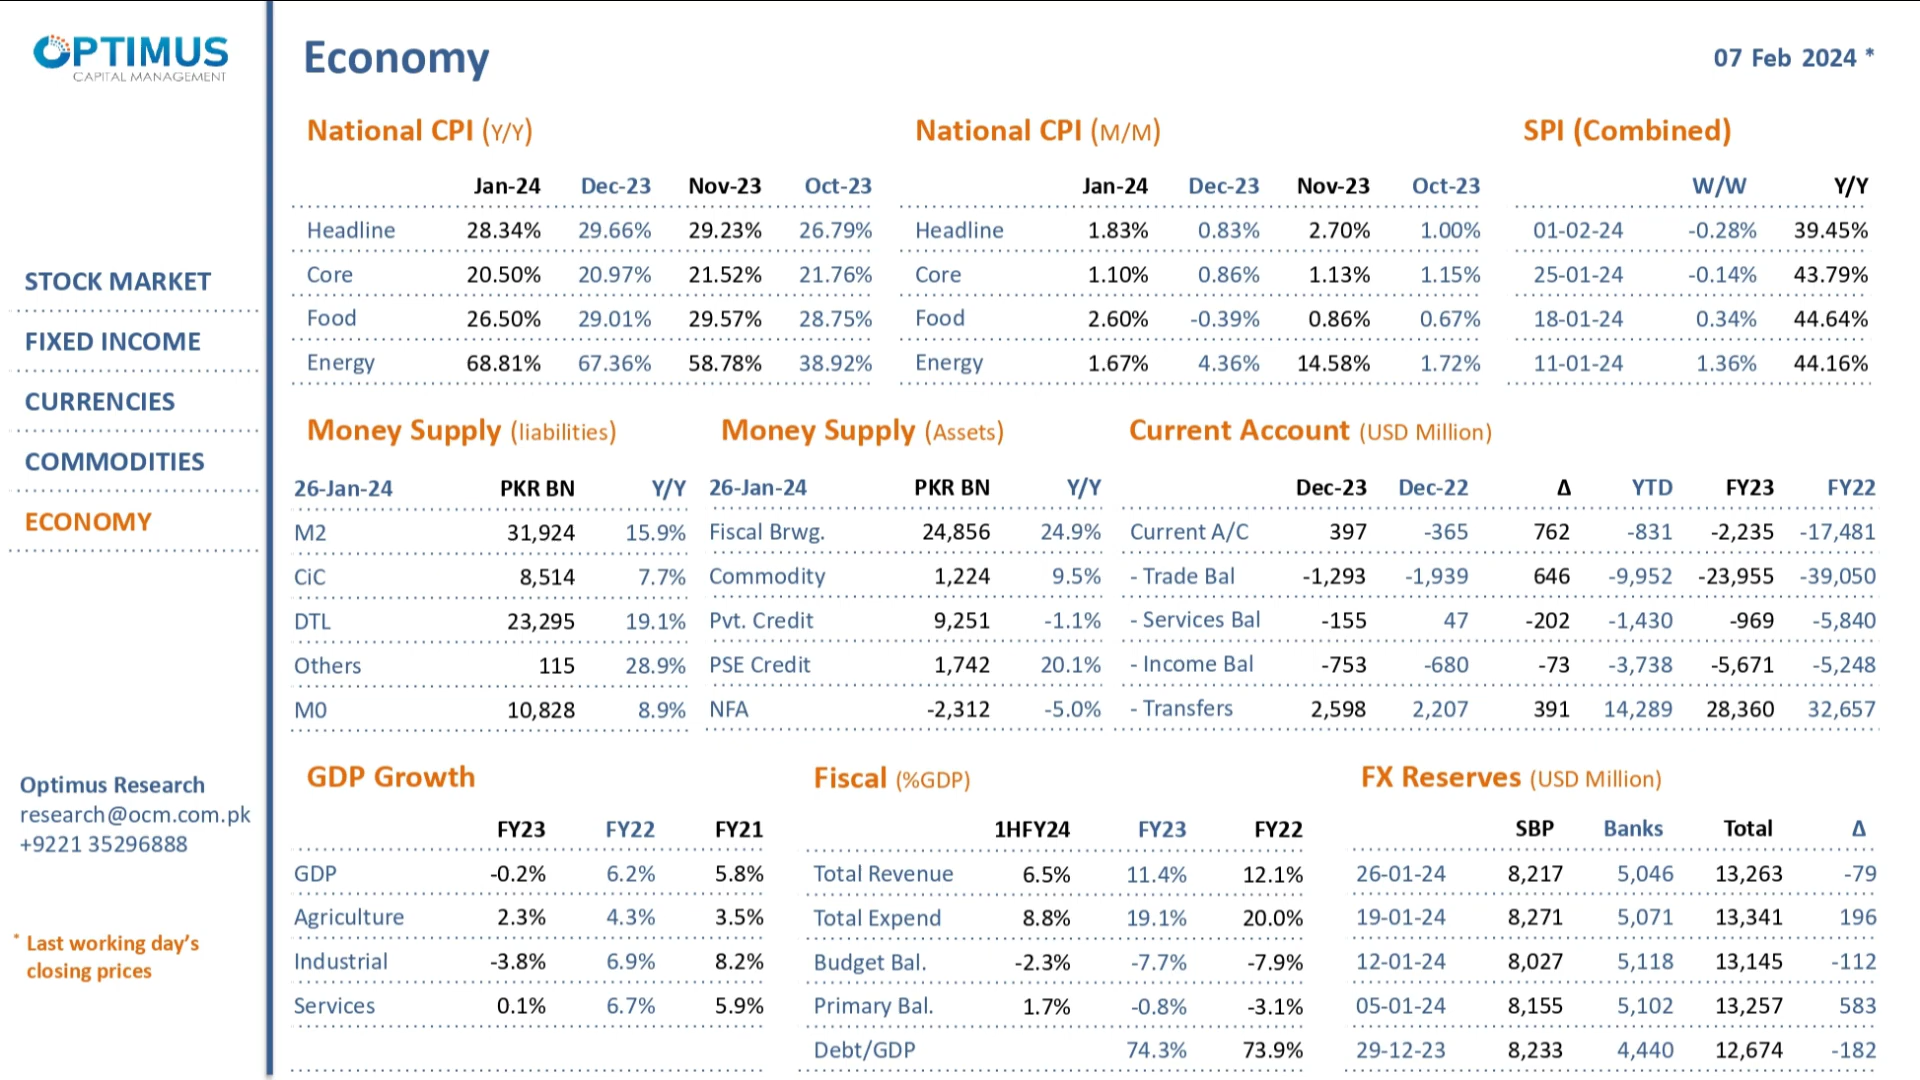 OPTIMUS
CAPITAL MANAGEMENT
STOCK MARKET
FIXED INCOME
CURRENCIES
COMMODITIES
ECONOMY
Optimus Research
research@ocm.com.pk
+9221 35296888
* Last working day's
closing prices
Economy
07 Feb 2024 *
National CPI (Y/Y)
Jan-24 Dec-23 Nov-23 Oct-23
Headline 28.34% 29.66% 29.23% 26.79%
Core 20.50% 20.97% 21.52% 21.76%
Food 26.50% 29.01% 29.57% 28.75%
Energy 68.81% 67.36% 58.78% 38.92%
National CPI (M/M)
Jan-24 Dec-23 Nov-23 Oct-23
Headline 1.83% 0.83% 2.70% 1.00%
Core 1.10% 0.86% 1.13% 1.15%
Food 2.60% -0.39% 0.86% 0.67%
Energy 1.67% 4.36% 14.58% 1.72%
SPI (Combined)
W/W Y/Y
01-02-24 -0.28% 39.45%
25-01-24 -0.14% 43.79%
18-01-24 0.34% 44.64%
11-01-24 1.36% 44.16%
Money Supply (liabilities)
26-Jan-24 PKR BN Y/Y
M2 31,924 15.9%
CiC 8,514 7.7%
DTL 23,295 19.1%
Others 115 28.9%
M0 10,828 8.9%
Money Supply (Assets)
26-Jan-24 PKR BN Y/Y
Fiscal Brwg. 24,856 24.9%
Commodity 1,224 9.5%
Pvt. Credit 9,251 -1.1%
PSE Credit 1,742 20.1%
NFA -2,312 -5.0%
Current Account (USD Million)
Dec-23 Dec-22 Δ YTD FY23 FY22
Current A/C 397 -365 762 -831 -2,235 -17,481
- Trade Bal -1,293 -1,939 646 -9,952 -23,955 -39,050
- Services Bal -155 47 -202 -1,430 -969 -5,840
- Income Bal -753 -680 -73 -3,738 -5,671 -5,248
- Transfers 2,598 2,207 391 14,289 28,360 32,657
GDP Growth
FY23 FY22 FY21
GDP -0.2% 6.2% 5.8%
Agriculture 2.3% 4.3% 3.5%
Industrial -3.8% 6.9% 8.2%
Services 0.1% 6.7% 5.9%
Fiscal (%GDP)
1HFY24 FY23 FY22
Total Revenue 6.5% 11.4% 12.1%
Total Expend 8.8% 19.1% 20.0%
Budget Bal. -2.3% -7.7% -7.9%
Primary Bal. 1.7% -0.8% -3.1%
Debt/GDP 74.3% 73.9%
FX Reserves (USD Million)
SBP Banks Total Δ
26-01-24 8,217 5,046 13,263 -79
19-01-24 8,271 5,071 13,341 196
12-01-24 8,027 5,118 13,145 -112
05-01-24 8,155 5,102 13,257 583
29-12-23 8,233 4,440 12,674 -182